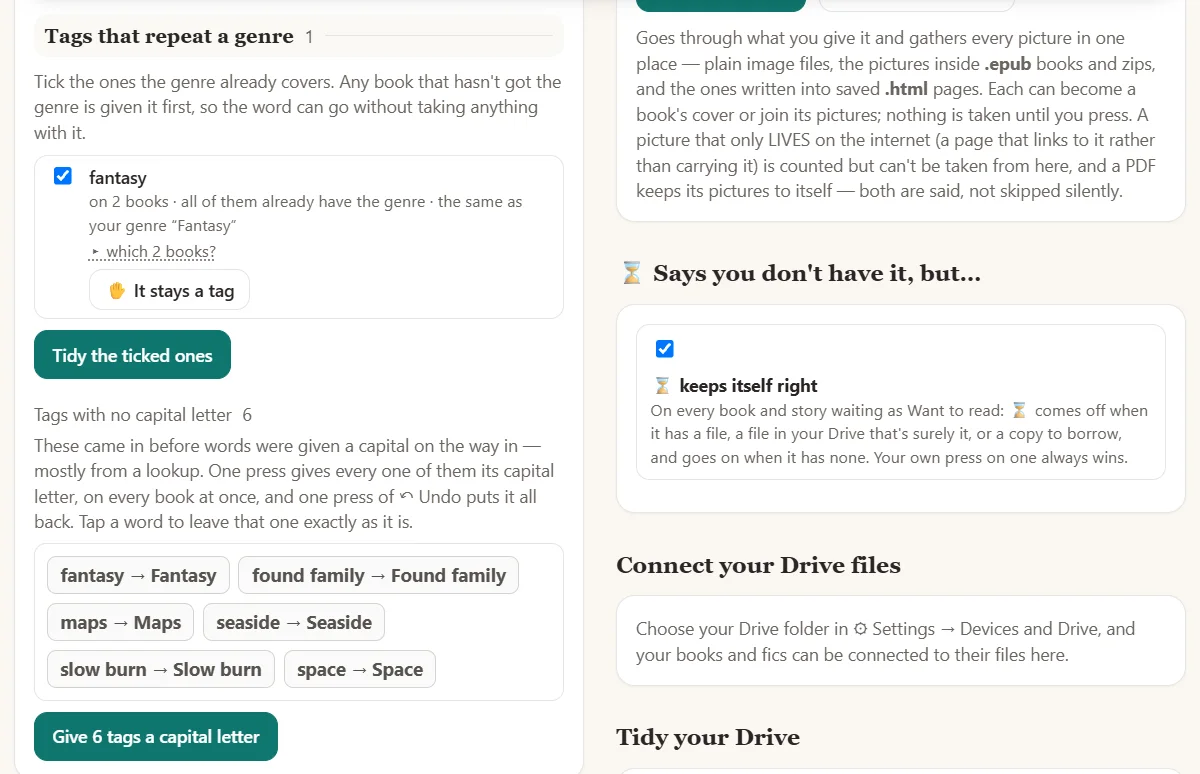 Tags that repeat a genre 1
Tick the ones the genre already covers. Any book that hasn't got the
genre is given it first, so the word can go without taking anything
with it.
fantasy
on 2 books · all of them already have the genre · the same as
your genre “Fantasy”
▸ which 2 books?
✋ It stays a tag
Tidy the ticked ones
Tags with no capital letter 6
These came in before words were given a capital on the way in —
mostly from a lookup. One press gives every one of them its capital
letter, on every book at once, and one press of ↶ Undo puts it all
back. Tap a word to leave that one exactly as it is.
fantasy → Fantasy
found family → Found family
maps → Maps
seaside → Seaside
slow burn → Slow burn
space → Space
Give 6 tags a capital letter
Goes through what you give it and gathers every picture in one
place — plain image files, the pictures inside .epub books and zips,
and the ones written into saved .html pages. Each can become a
book's cover or join its pictures; nothing is taken until you press. A
picture that only LIVES on the internet (a page that links to it rather
than carrying it) is counted but can't be taken from here, and a PDF
keeps its pictures to itself — both are said, not skipped silently.
⏳ Says you don't have it, but...
⏳ keeps itself right
On every book and story waiting as Want to read: ⏳ comes off when
it has a file, a file in your Drive that's surely it, or a copy to borrow,
and goes on when it has none. Your own press on one always wins.
Connect your Drive files
Choose your Drive folder in ⚙ Settings → Devices and Drive, and
your books and fics can be connected to their files here.
Tidy your Drive